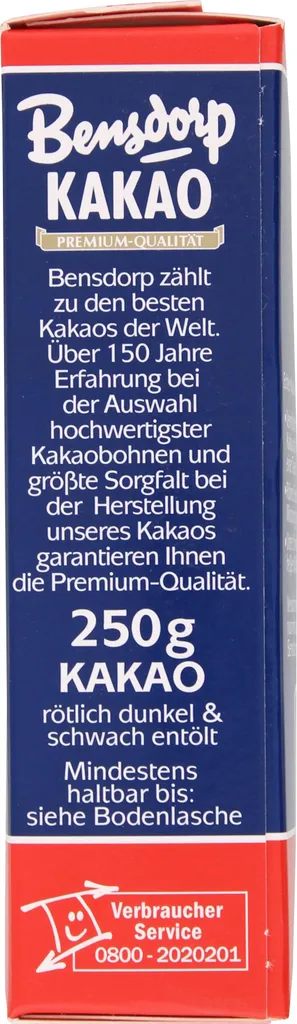 Bensdorp
KAKAO
PREMIUM-QUALITÄT
Bensdorp zählt
zu den besten
Kakaos der Welt.
Über 150 Jahre
Erfahrung bei
der Auswahl
hochwertigster
Kakaobohnen und
größte Sorgfalt bei
der Herstellung
unseres Kakaos
garantieren Ihnen
die Premium-Qualität.
250g
KAKAO
rötlich dunkel &
schwach entölt
Mindestens
haltbar bis:
siehe Bodenlasche
Verbraucher
Service
0800 - 2020201